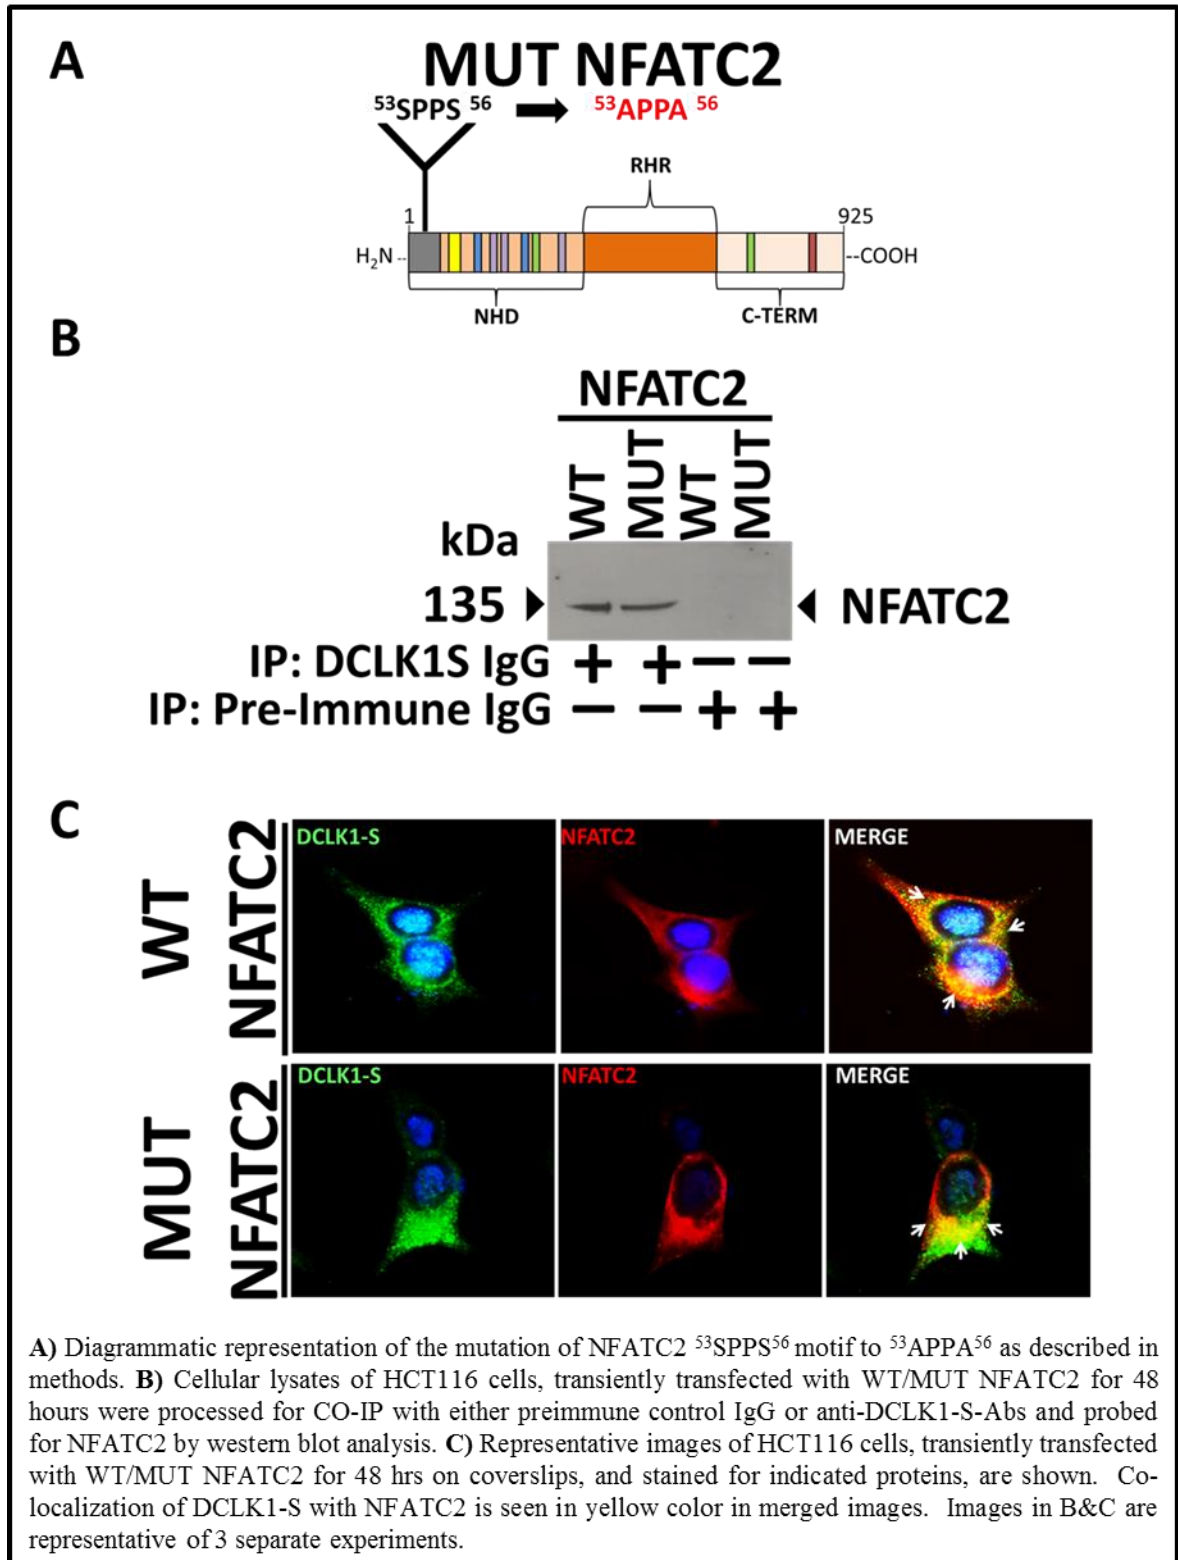 A
MUT NFATC2
⁵³SPPS ⁵⁶ ⁵³APPA ⁵⁶
RHR
1 925
H₂N -- --COOH
NHD C-TERM
B
NFATC2
WT MUT WT MUT
kDa
135 NFATC2
IP: DCLK1S IgG + + — —
IP: Pre-Immune IgG — — + +
C
WT NFATC2
DCLK1-S NFATC2 MERGE
MUT NFATC2
DCLK1-S NFATC2 MERGE
A) Diagrammatic representation of the mutation of NFATC2 ⁵³SPPS⁵⁶ motif to ⁵³APPA⁵⁶ as described in
methods. B) Cellular lysates of HCT116 cells, transiently transfected with WT/MUT NFATC2 for 48
hours were processed for CO-IP with either preimmune control IgG or anti-DCLK1-S-Abs and probed
for NFATC2 by western blot analysis. C) Representative images of HCT116 cells, transiently transfected
with WT/MUT NFATC2 for 48 hrs on coverslips, and stained for indicated proteins, are shown. Co-
localization of DCLK1-S with NFATC2 is seen in yellow color in merged images. Images in B&C are
representative of 3 separate experiments.